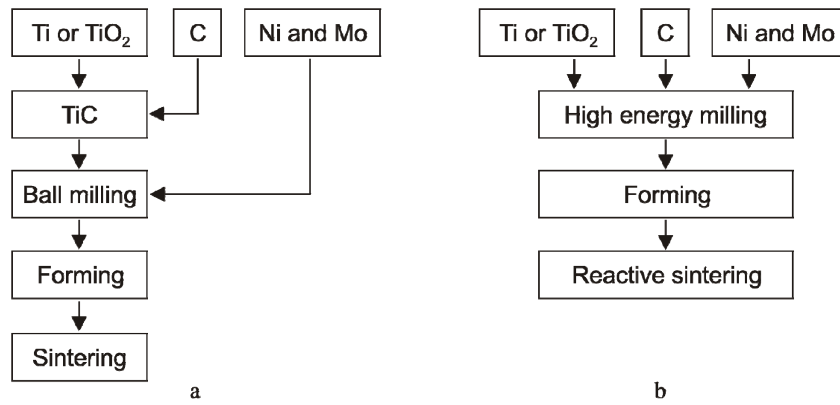 Ti or TiO₂
C
Ni and Mo
TiC
Ball milling
Forming
Sintering
a
Ti or TiO₂
C
Ni and Mo
High energy milling
Forming
Reactive sintering
b